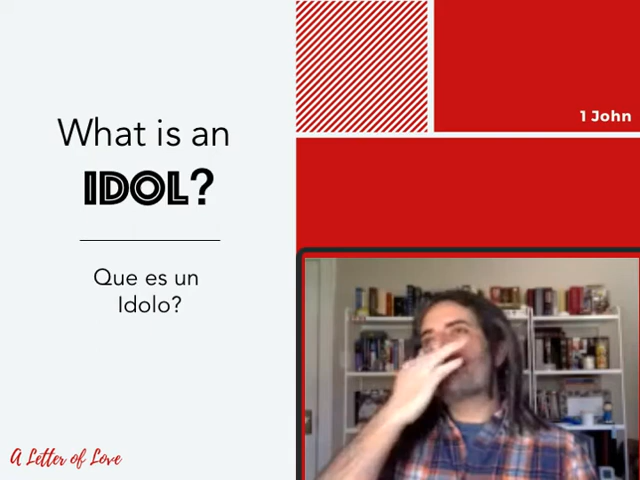 What is an
IDOL?
Que es un
Idolo?
A Letter of Love
1 John